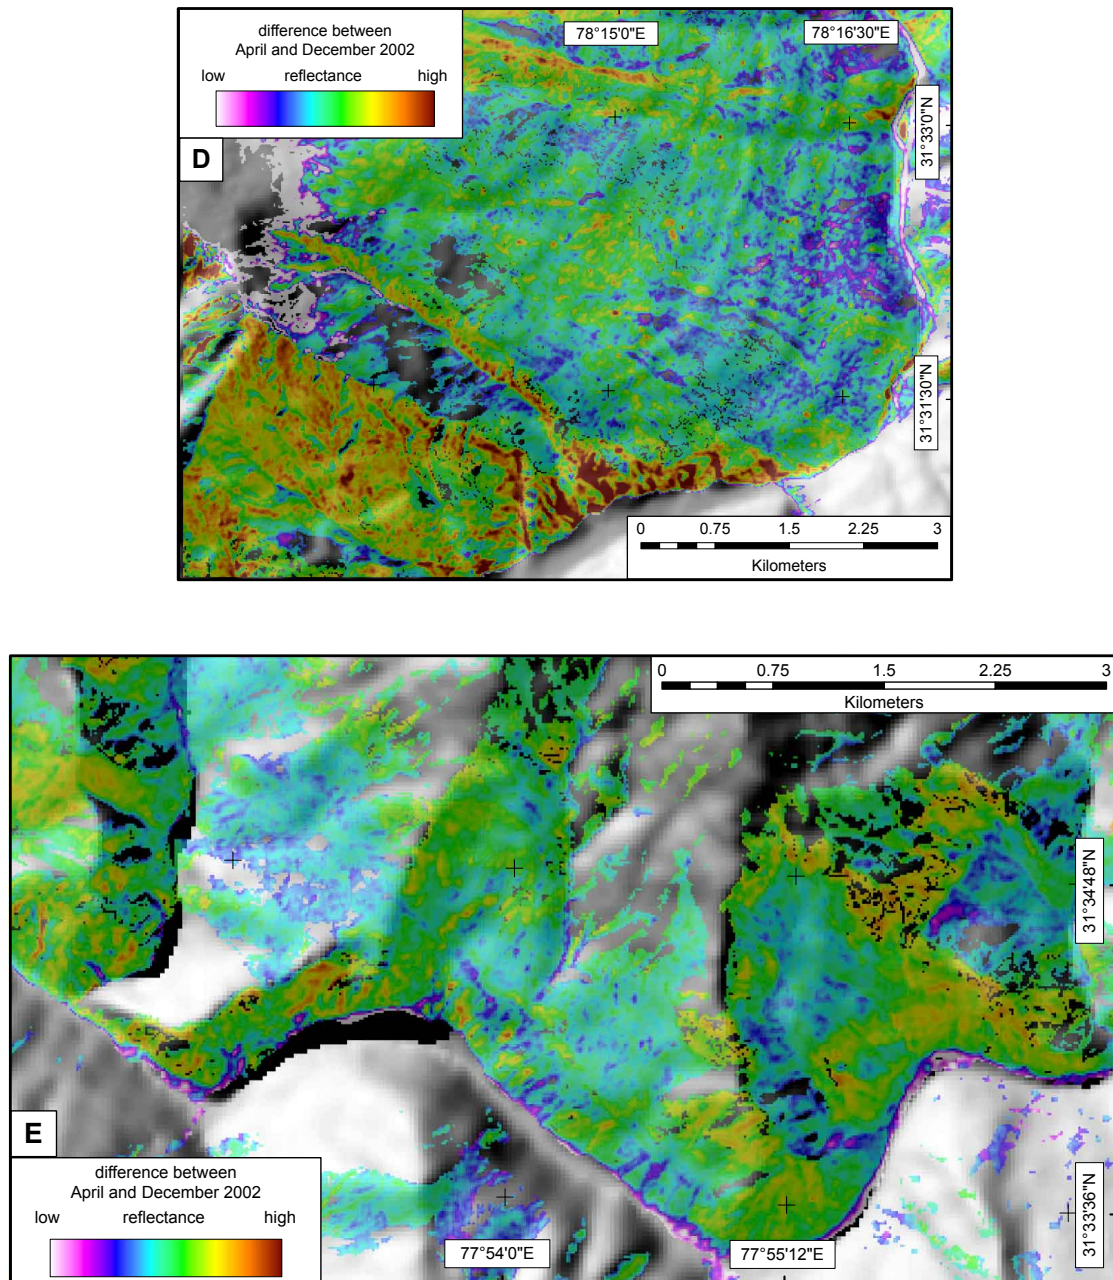 difference between
April and December 2002
low reflectance high
D
78°15'0"E
78°16'30"E
31°33'0"N
31°31'30"N
0 0.75 1.5 2.25 3
Kilometers
0 0.75 1.5 2.25 3
Kilometers
31°34'48"N
E
difference between
April and December 2002
low reflectance high
77°54'0"E
77°55'12"E
31°33'36"N